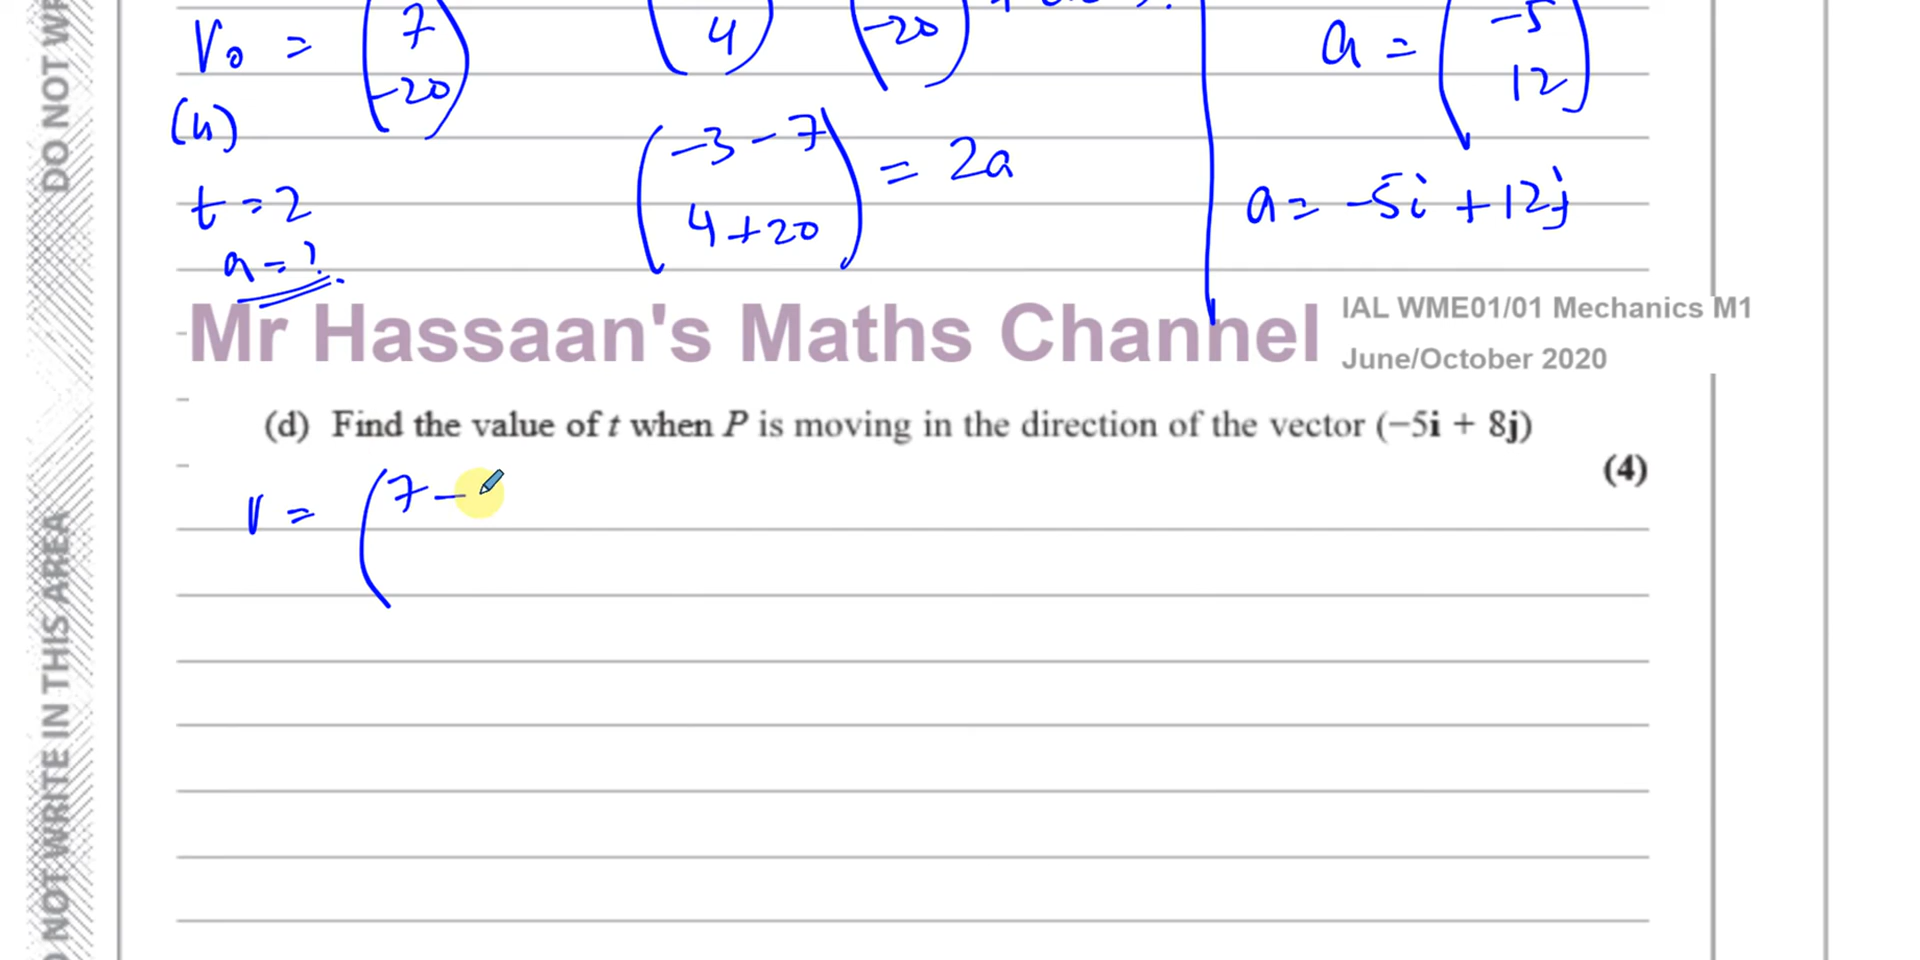 V₀ = (7 -20)
(4) (-20)
a = (-5 12)
(-3-7 4+20) = 2a
t = 2
a = ?
a = -5i + 12j
Mr Hassaan's Maths Channel
IAL WME01/01 Mechanics M1
June/October 2020
(d) Find the value of t when P is moving in the direction of the vector (−5i + 8j)
(4)
v = (7 -
DO NOT WRITE IN THIS AREA